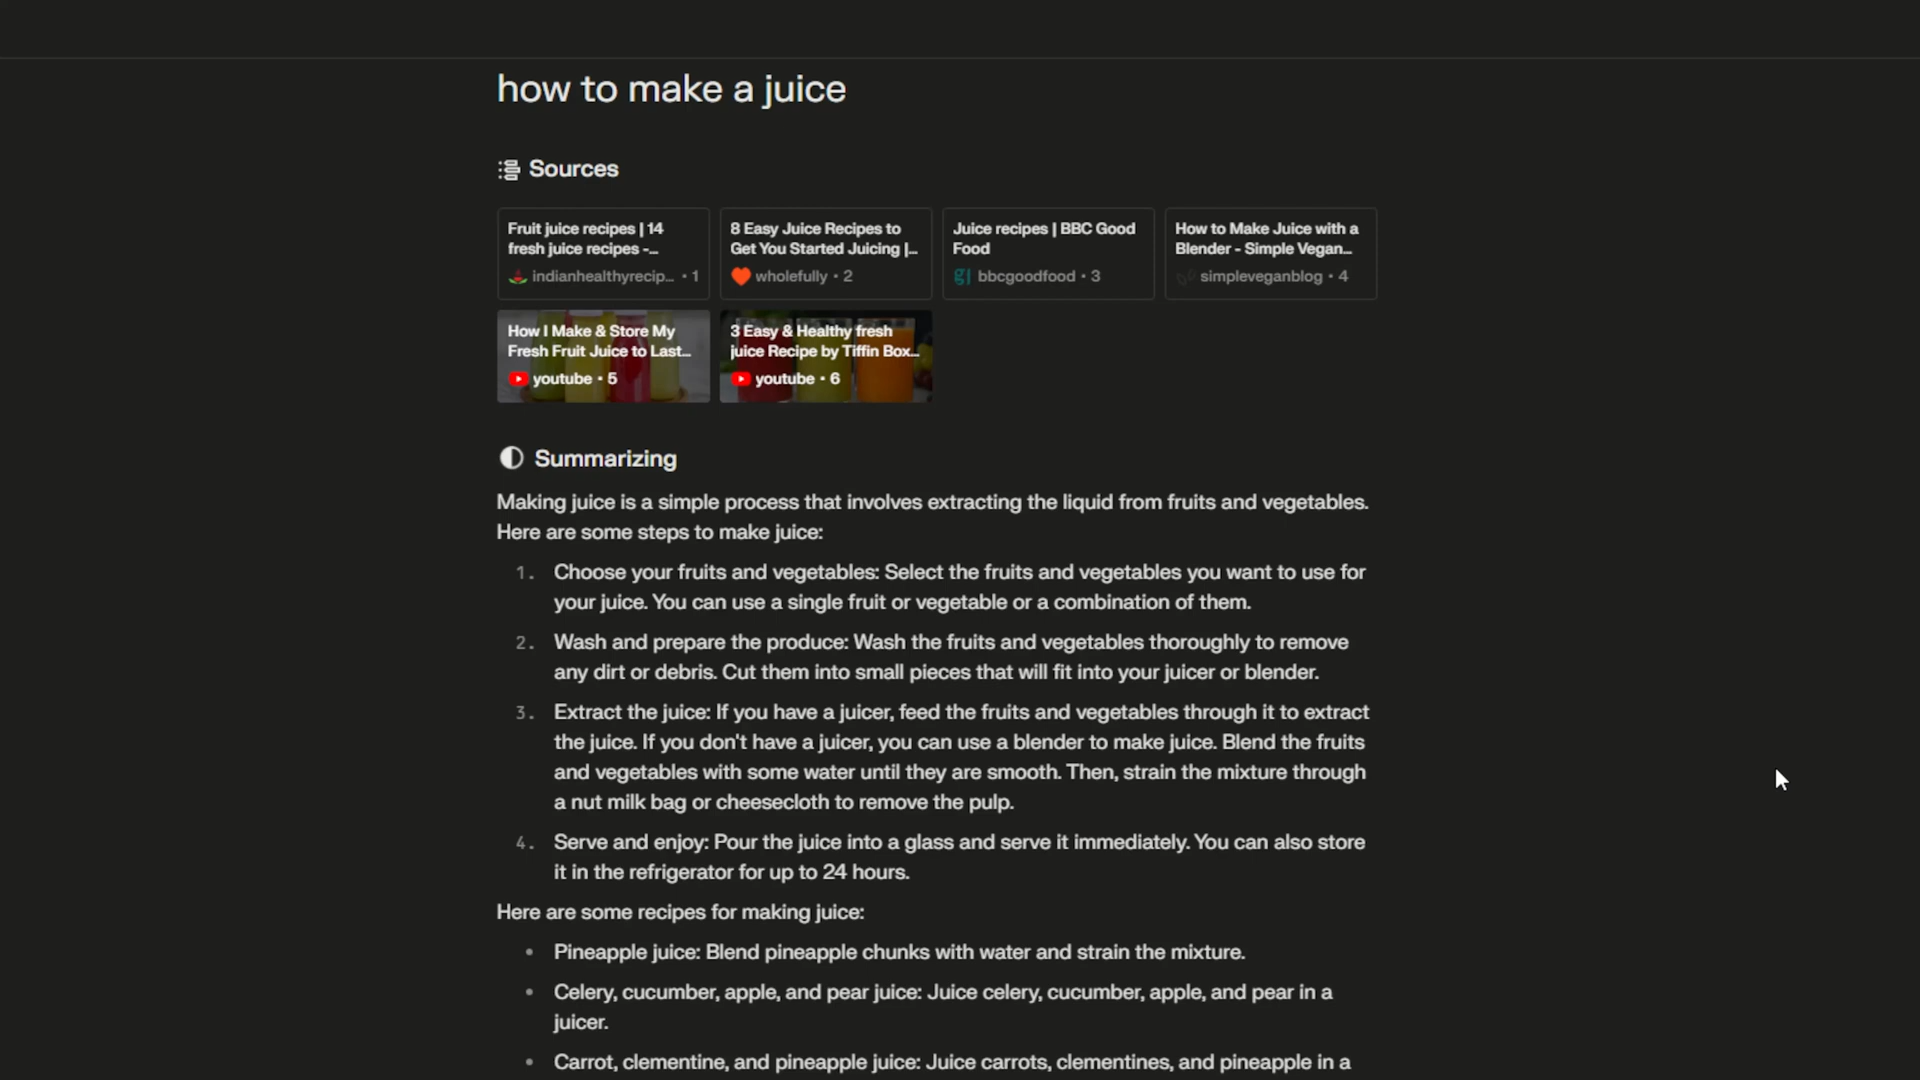 how to make a juice
Sources
Fruit juice recipes | 14
fresh juice recipes -...
indianhealthyrecip... • 1
8 Easy Juice Recipes to
Get You Started Juicing |...
wholefully • 2
Juice recipes | BBC Good
Food
bbcgoodfood • 3
How to Make Juice with a
Blender - Simple Vegan...
simpleveganblog • 4
How I Make & Store My
Fresh Fruit Juice to Last...
youtube • 5
3 Easy & Healthy fresh
juice Recipe by Tiffin Box...
youtube • 6
Summarizing
Making juice is a simple process that involves extracting the liquid from fruits and vegetables.
Here are some steps to make juice:
1. Choose your fruits and vegetables: Select the fruits and vegetables you want to use for
your juice. You can use a single fruit or vegetable or a combination of them.
2. Wash and prepare the produce: Wash the fruits and vegetables thoroughly to remove
any dirt or debris. Cut them into small pieces that will fit into your juicer or blender.
3. Extract the juice: If you have a juicer, feed the fruits and vegetables through it to extract
the juice. If you don't have a juicer, you can use a blender to make juice. Blend the fruits
and vegetables with some water until they are smooth. Then, strain the mixture through
a nut milk bag or cheesecloth to remove the pulp.
4. Serve and enjoy: Pour the juice into a glass and serve it immediately. You can also store
it in the refrigerator for up to 24 hours.
Here are some recipes for making juice:
• Pineapple juice: Blend pineapple chunks with water and strain the mixture.
• Celery, cucumber, apple, and pear juice: Juice celery, cucumber, apple, and pear in a
juicer.
• Carrot, clementine, and pineapple juice: Juice carrots, clementines, and pineapple in a